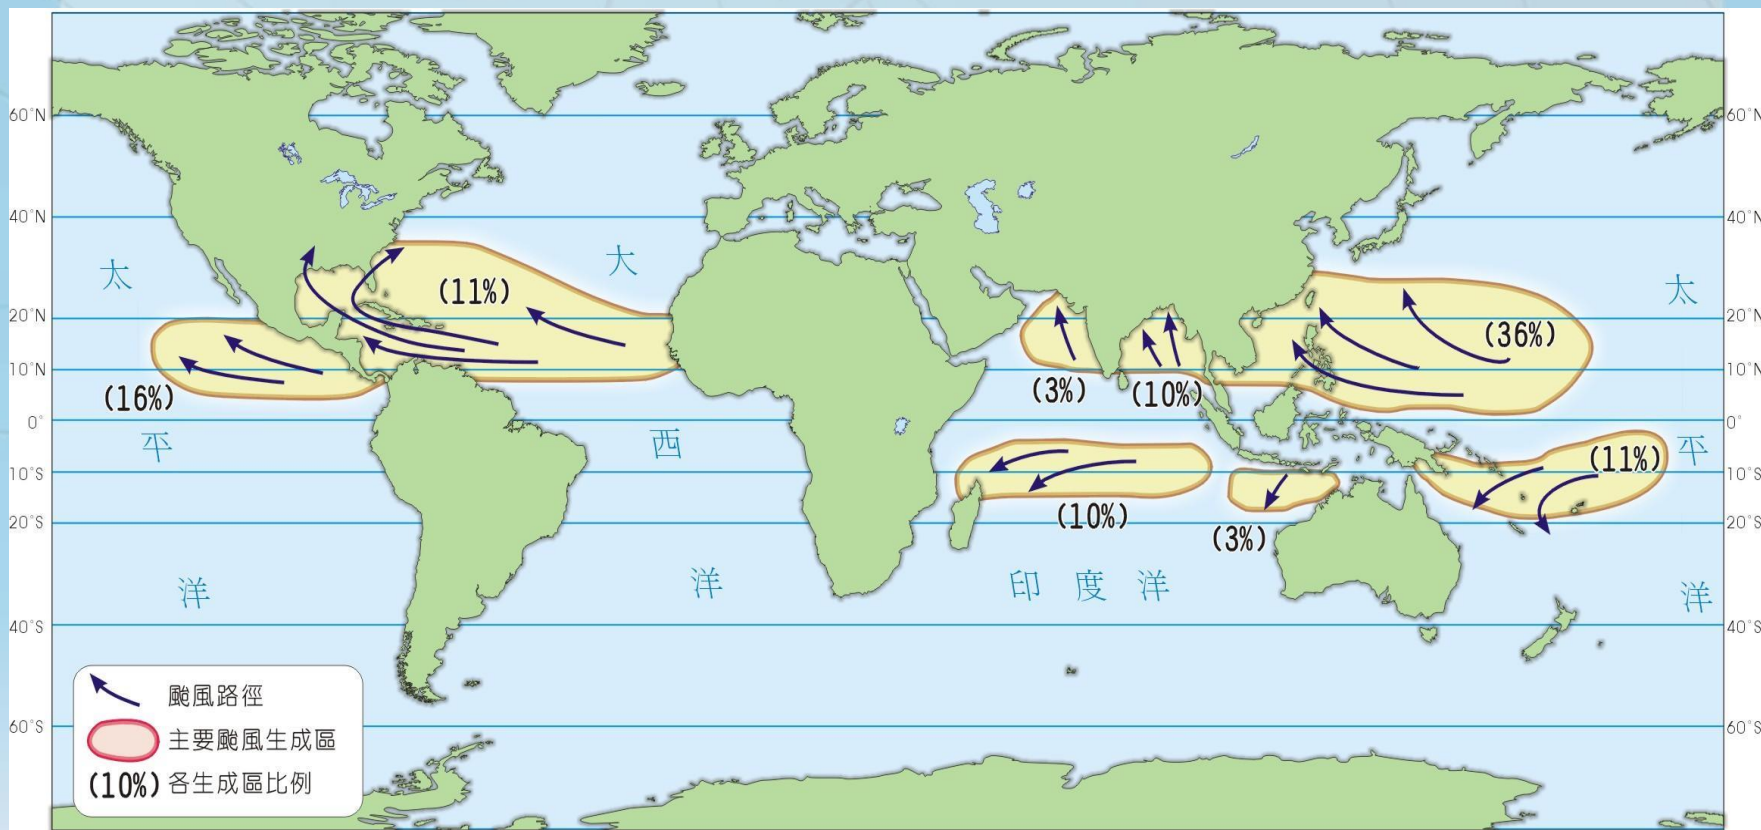 60°N
60°N
40°N
40°N
太
大
太
(11%)
20°N
20°N
(36%)
10°N
10°N
(16%)
(3%)
(10%)
0°
0°
平
西
平
(11%)
10°S
10°S
(10%)
20°S
20°S
(3%)
洋
洋
印度洋
洋
40°S
40°S
颱風路徑
60°S
60°S
主要颱風生成區
(10%) 各生成區比例